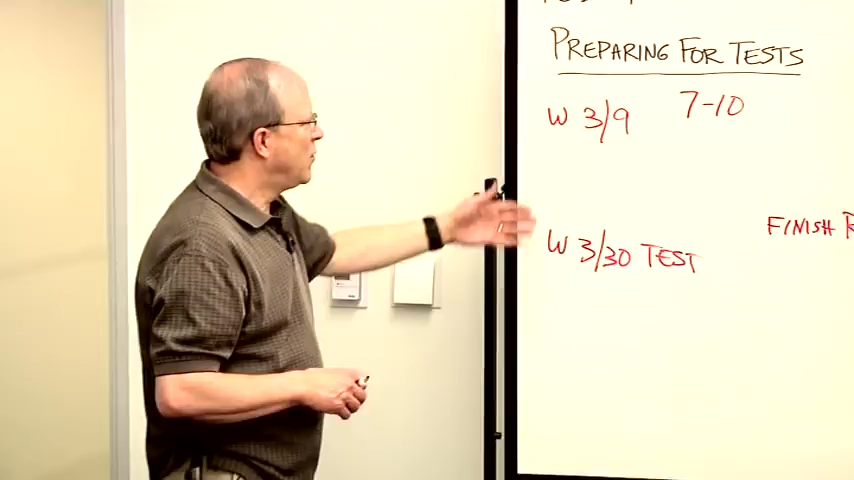 PREPARING FOR TESTS
W 3/9 7-10
FINISH
W 3/30 TEST